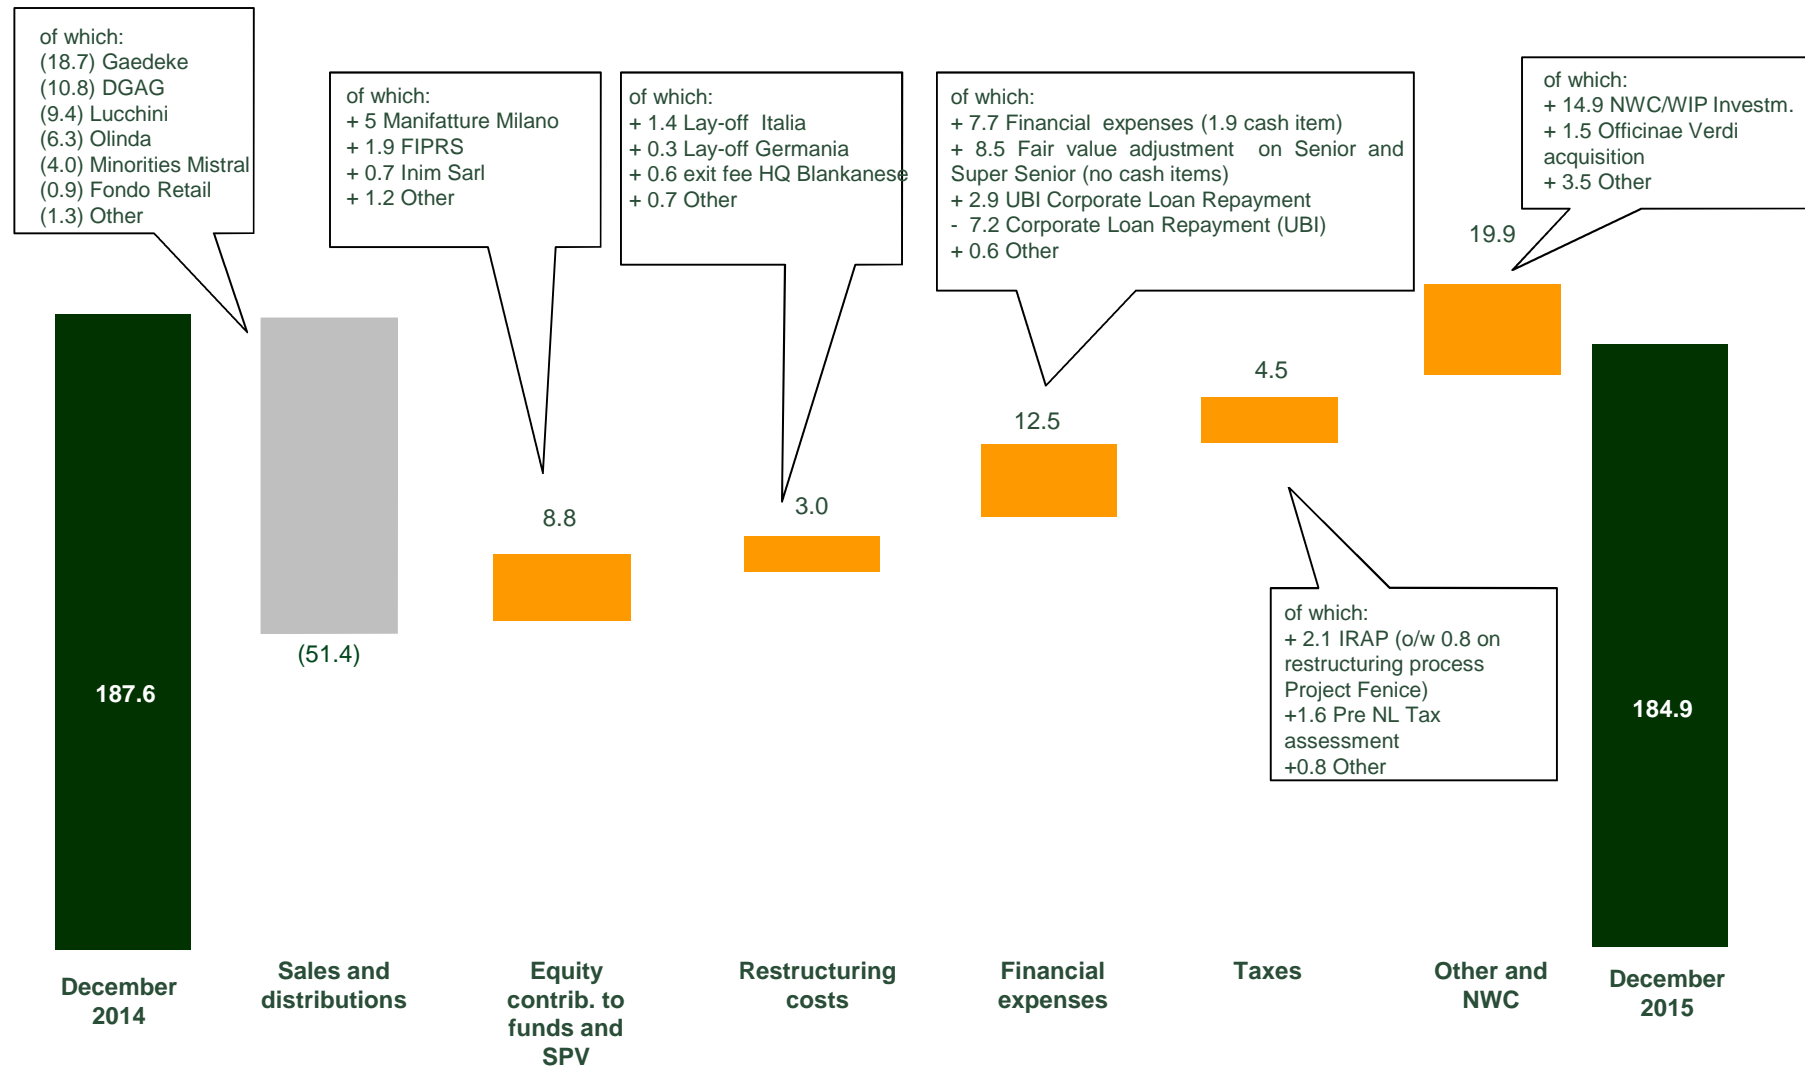 of which:
(18.7) Gaedeke
(10.8) DGAG
(9.4) Lucchini
(6.3) Olinda
(4.0) Minorities Mistral
(0.9) Fondo Retail
(1.3) Other
of which:
+ 5 Manifatture Milano
+ 1.9 FIPRS
+ 0.7 Inim Sarl
+ 1.2 Other
of which:
+ 1.4 Lay-off Italia
+ 0.3 Lay-off Germania
+ 0.6 exit fee HQ Blankanese
+ 0.7 Other
of which:
+ 7.7 Financial expenses (1.9 cash item)
+ 8.5 Fair value adjustment on Senior and
Super Senior (no cash items)
+ 2.9 UBI Corporate Loan Repayment
- 7.2 Corporate Loan Repayment (UBI)
+ 0.6 Other
of which:
+ 14.9 NWC/WIP Investm.
+ 1.5 Officinae Verdi
acquisition
+ 3.5 Other
19.9
4.5
12.5
3.0
8.8
(51.4)
187.6
184.9
of which:
+ 2.1 IRAP (o/w 0.8 on
restructuring process
Project Fenice)
+1.6 Pre NL Tax
assessment
+0.8 Other
December
2014
Sales and
distributions
Equity
contrib. to
funds and
SPV
Restructuring
costs
Financial
expenses
Taxes
Other and
NWC
December
2015